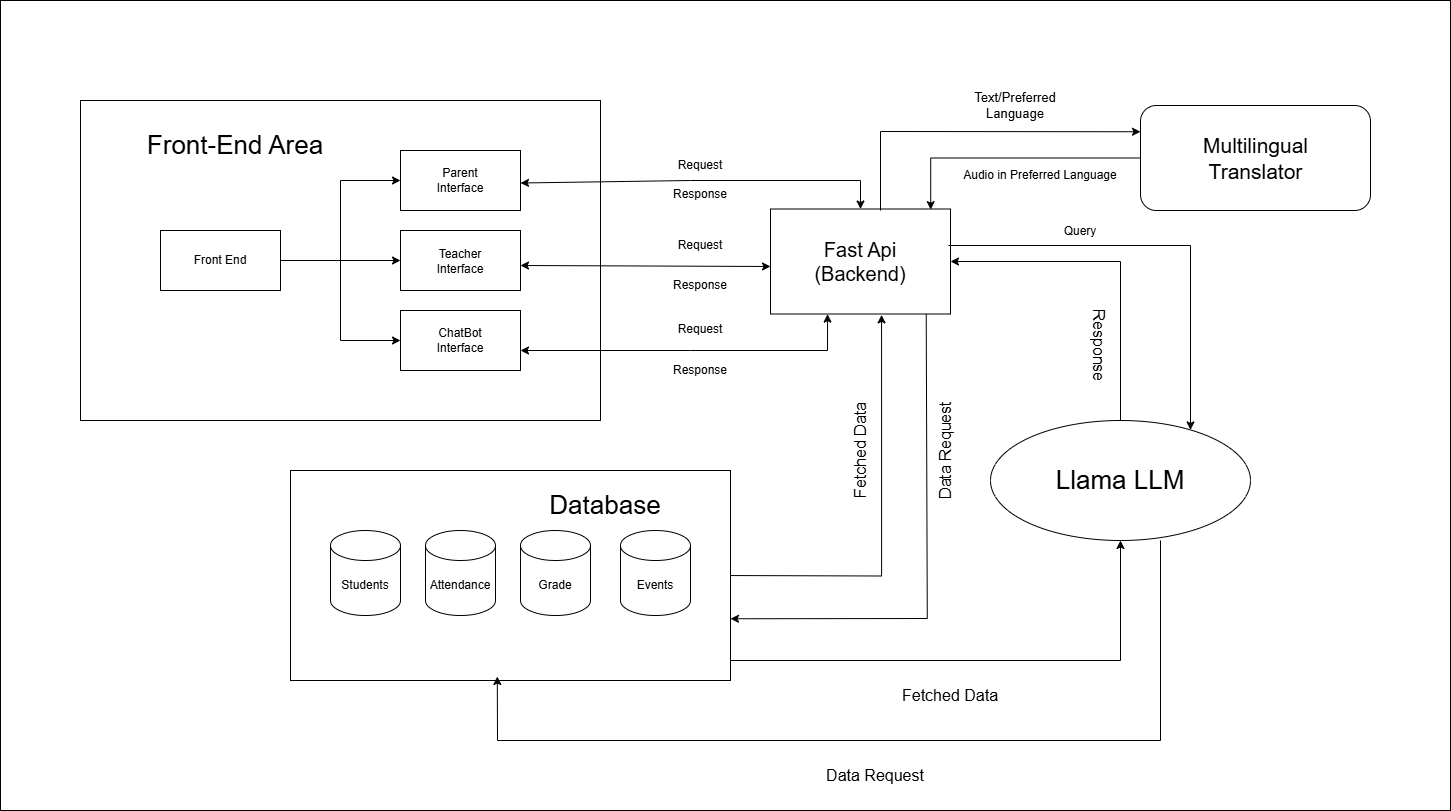 Front-End Area
Front End
Parent
Interface
Teacher
Interface
ChatBot
Interface
Request
Response
Request
Response
Request
Response
Fast Api
(Backend)
Text/Preferred
Language
Audio in Preferred Language
Multilingual
Translator
Query
Response
Llama LLM
Fetched Data
Data Request
Database
Students
Attendance
Grade
Events
Fetched Data
Data Request